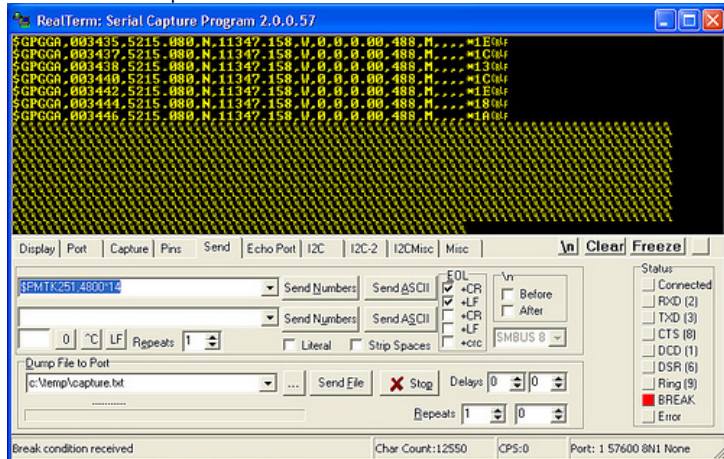 RealTerm: Serial Capture Program 2.0.0.57
$GPGGA,003435,5215.080,N,11347.158,W,0,0,0.00,488,M,,,,*1E
$GPGGA,003437,5215.080,N,11347.158,W,0,0,0.00,488,M,,,,*1C
$GPGGA,003438,5215.080,N,11347.158,W,0,0,0.00,488,M,,,,*13
$GPGGA,003440,5215.080,N,11347.158,W,0,0,0.00,488,M,,,,*1C
$GPGGA,003442,5215.080,N,11347.158,W,0,0,0.00,488,M,,,,*1E
$GPGGA,003444,5215.080,N,11347.158,W,0,0,0.00,488,M,,,,*18
$GPGGA,003446,5215.080,N,11347.158,W,0,0,0.00,488,M,,,,*1A
Display Port Capture Pins Send Echo Port I2C I2C-2 I2CMisc Misc \n Clear Freeze
$PMTK251,4800*14 Send Numbers Send ASCII
Send Numbers Send ASCII
0 ^C LF Repeats 1 Literal Strip Spaces
EOL
+CR
+LF
+CR
+LF
+crc
\n
Before
After
SMBUS 8
Dump File to Port
c:\temp\capture.txt ... Send File Stop Delays 0 0
Repeats 1 0
Status
Connected
RXD (2)
TXD (3)
CTS (8)
DCD (1)
DSR (6)
Ring (9)
BREAK
Error
Break condition received Char Count:12550 CPS:0 Port: 1 57600 8N1 None